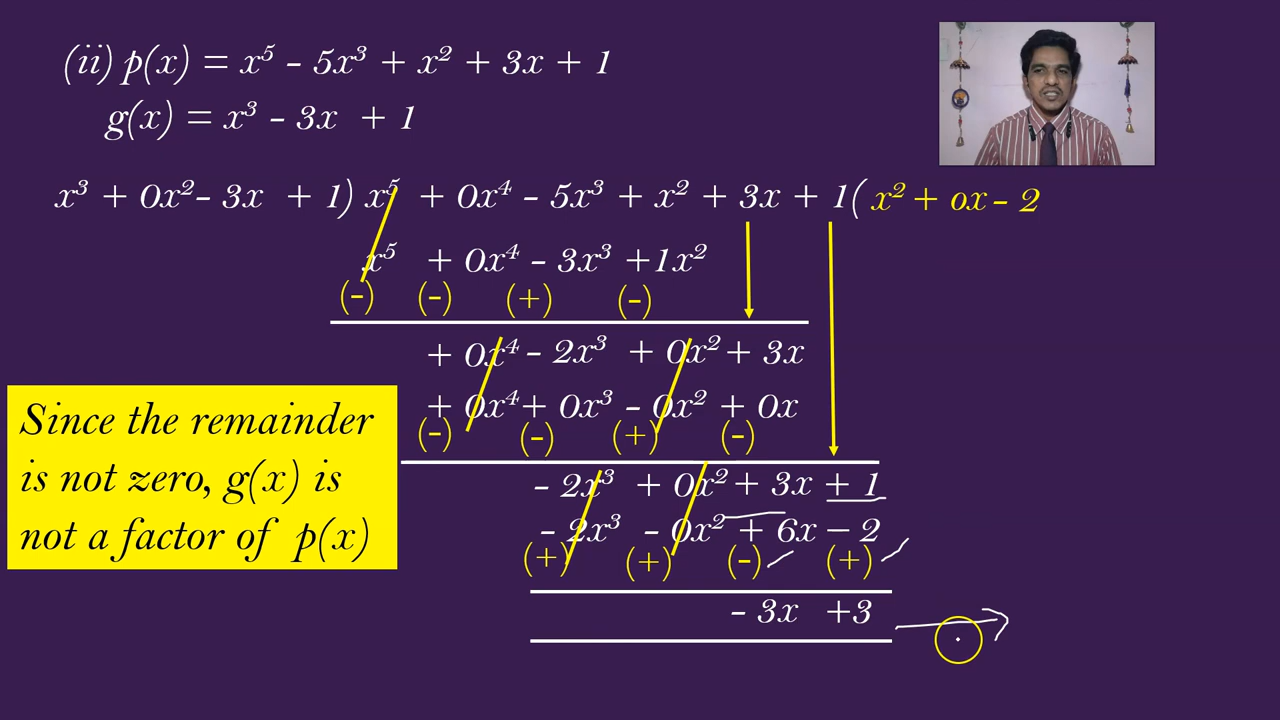 (ii) p(x) = x⁵ - 5x³ + x² + 3x + 1
g(x) = x³ - 3x + 1
x³ + 0x² - 3x + 1) x⁵ + 0x⁴ - 5x³ + x² + 3x + 1( x² + 0x - 2
x⁵ + 0x⁴ - 3x³ +1x²
(-) (-) (+) (-)
+ 0x⁴ - 2x³ + 0x² + 3x
+ 0x⁴ + 0x³ - 0x² + 0x
(-) (-) (+) (-)
- 2x³ + 0x² + 3x + 1
- 2x³ - 0x² + 6x - 2
(+) (+) (-) (+)
- 3x +3
Since the remainder
is not zero, g(x) is
not a factor of p(x)